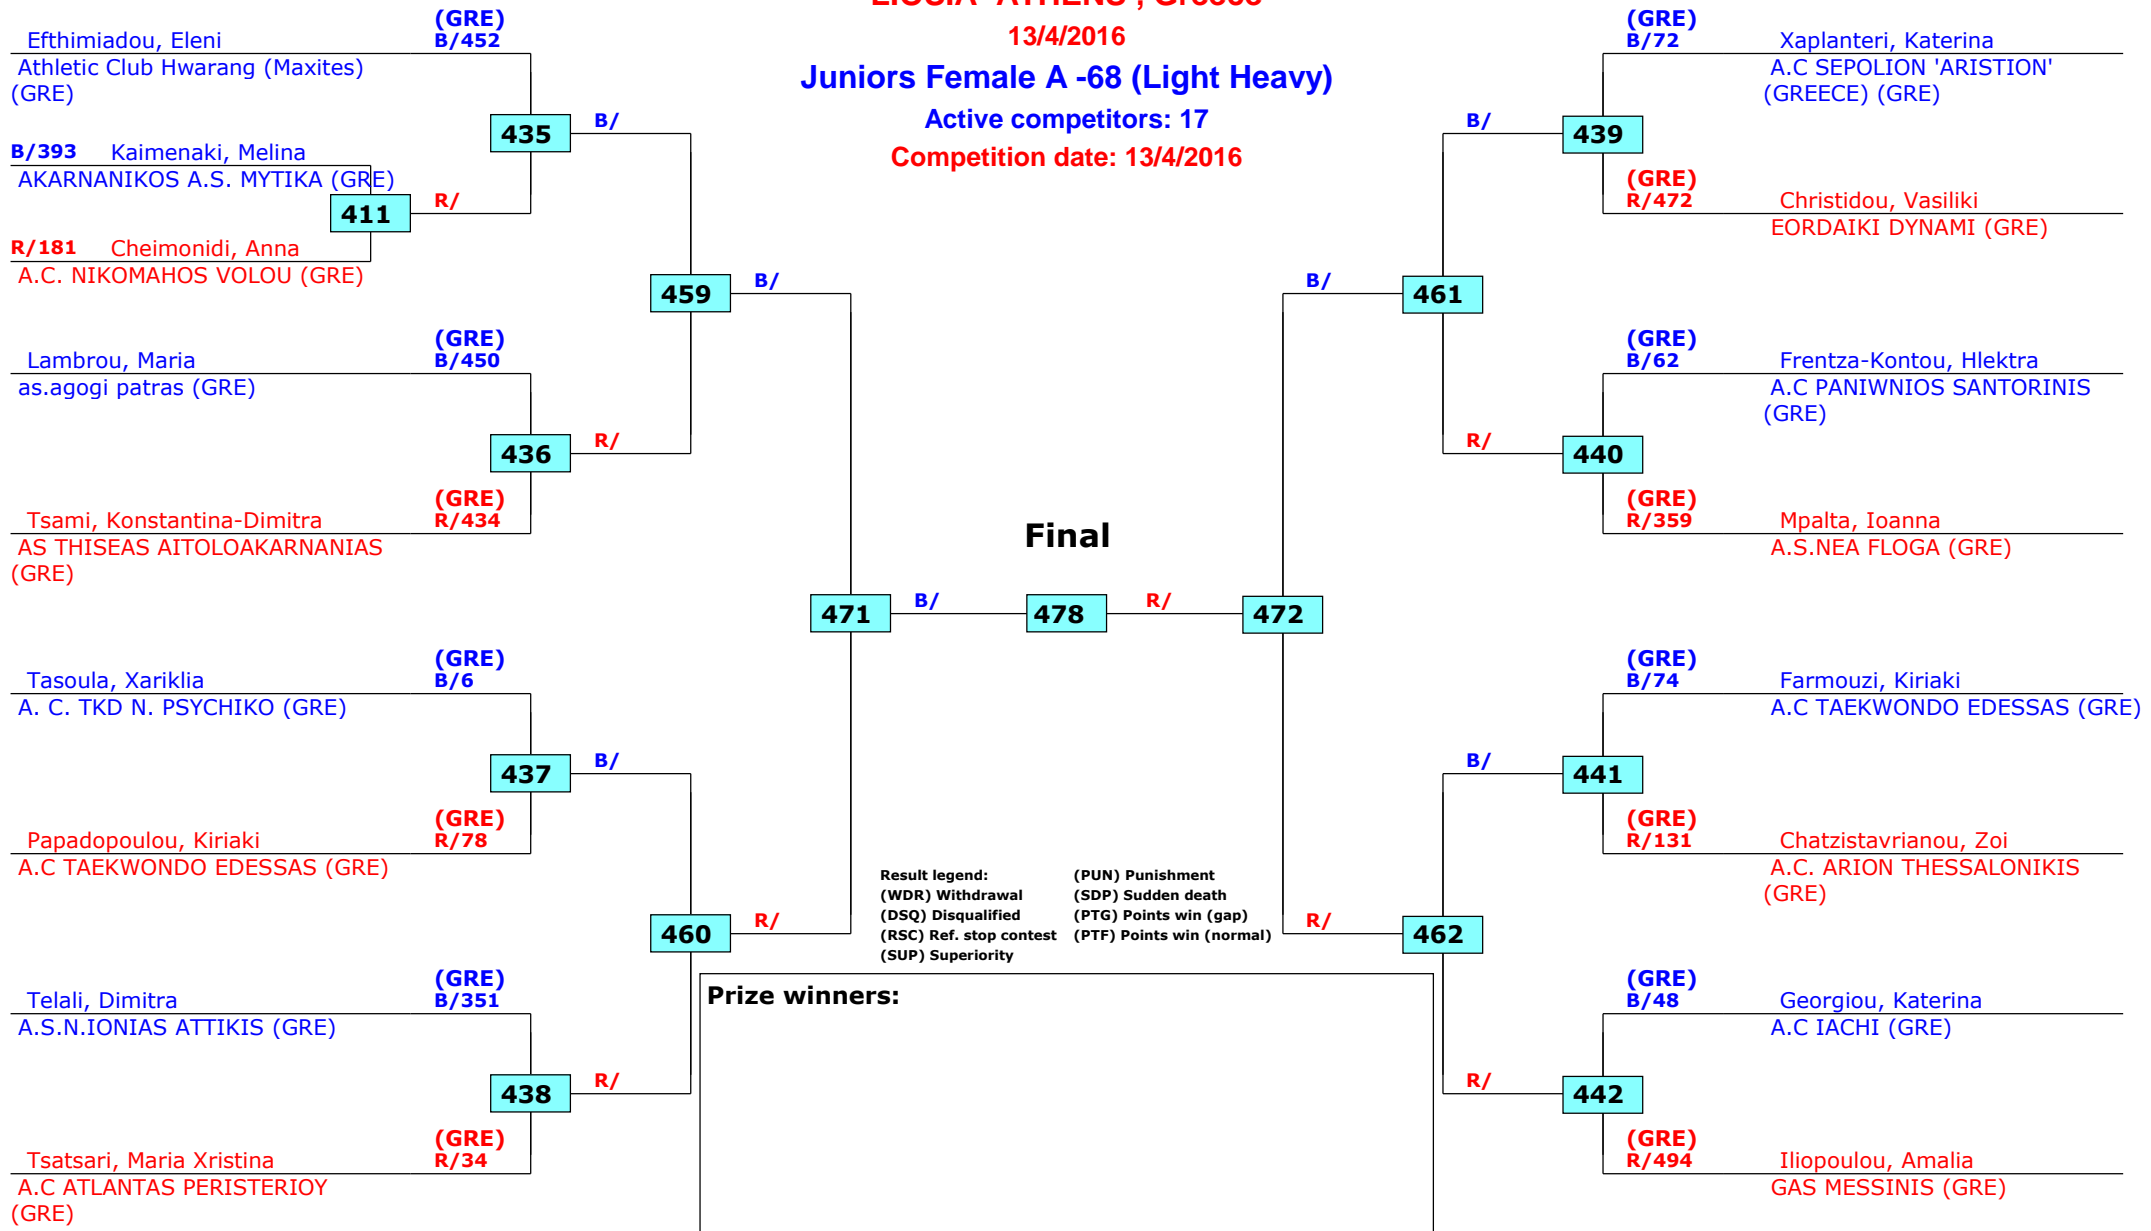 LIOSIA ATHENS , Greece
13/4/2016
Juniors Female A -68 (Light Heavy)
Active competitors: 17
Competition date: 13/4/2016
(GRE)
Efthimiadou, Eleni B/452
Athletic Club Hwarang (Maxites)
(GRE)
435
B/
B/393 Kaimenaki, Melina
AKARNANIKOS A.S. MYTIKA (GRE)
411
R/
R/181 Cheimonidi, Anna
A.C. NIKOMAHOS VOLOU (GRE)
459
B/
(GRE)
Lambrou, Maria B/450
as.agogi patras (GRE)
436
R/
(GRE)
Tsami, Konstantina-Dimitra R/434
AS THISEAS AITOLOAKARNANIAS
(GRE)
471
B/
(GRE)
Tasoula, Xariklia B/6
A. C. TKD N. PSYCHIKO (GRE)
437
B/
(GRE)
Papadopoulou, Kiriaki R/78
A.C TAEKWONDO EDESSAS (GRE)
460
R/
(GRE)
Telali, Dimitra B/351
A.S.N.IONIAS ATTIKIS (GRE)
438
R/
(GRE)
Tsatsari, Maria Xristina R/34
A.C ATLANTAS PERISTERIOY
(GRE)
Final
478
R/
472
(GRE)
B/72 Xaplanteri, Katerina
A.C SEPOLION 'ARISTION'
(GREECE) (GRE)
B/
439
(GRE)
R/472 Christidou, Vasiliki
EORDAIKI DYNAMI (GRE)
B/
461
(GRE)
B/62 Frentza-Kontou, Hlektra
A.C PANIWNIOS SANTORINIS
(GRE)
R/
440
(GRE)
R/359 Mpalta, Ioanna
A.S.NEA FLOGA (GRE)
(GRE)
B/74 Farmouzi, Kiriaki
A.C TAEKWONDO EDESSAS (GRE)
B/
441
(GRE)
R/131 Chatzistavrianou, Zoi
A.C. ARION THESSALONIKIS
(GRE)
R/
462
(GRE)
B/48 Georgiou, Katerina
A.C IACHI (GRE)
R/
442
(GRE)
R/494 Iliopoulou, Amalia
GAS MESSINIS (GRE)
Result legend: (PUN) Punishment
(WDR) Withdrawal (SDP) Sudden death
(DSQ) Disqualified (PTG) Points win (gap)
(RSC) Ref. stop contest (PTF) Points win (normal)
(SUP) Superiority
Prize winners: